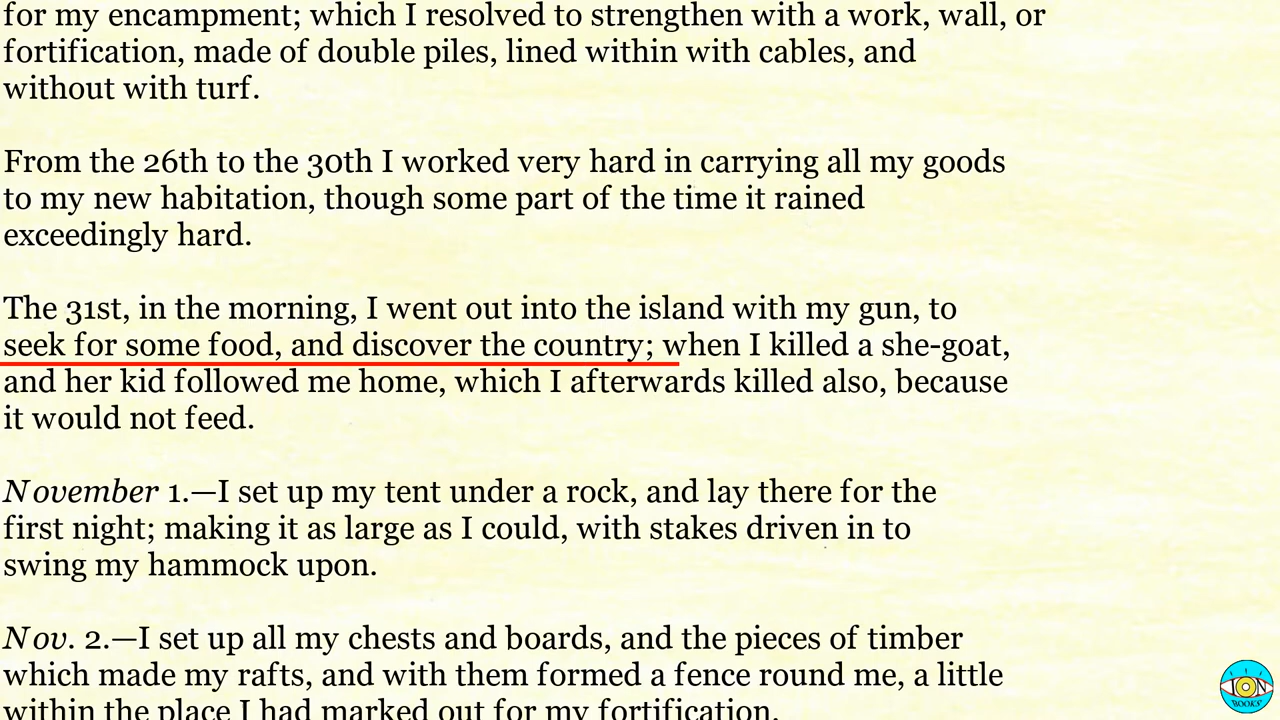 for my encampment; which I resolved to strengthen with a work, wall, or
fortification, made of double piles, lined within with cables, and
without with turf.
From the 26th to the 30th I worked very hard in carrying all my goods
to my new habitation, though some part of the time it rained
exceedingly hard.
The 31st, in the morning, I went out into the island with my gun, to
seek for some food, and discover the country; when I killed a she-goat,
and her kid followed me home, which I afterwards killed also, because
it would not feed.
November 1.—I set up my tent under a rock, and lay there for the
first night; making it as large as I could, with stakes driven in to
swing my hammock upon.
Nov. 2.—I set up all my chests and boards, and the pieces of timber
which made my rafts, and with them formed a fence round me, a little
within the place I had marked out for my fortification.
ION
BOOKS